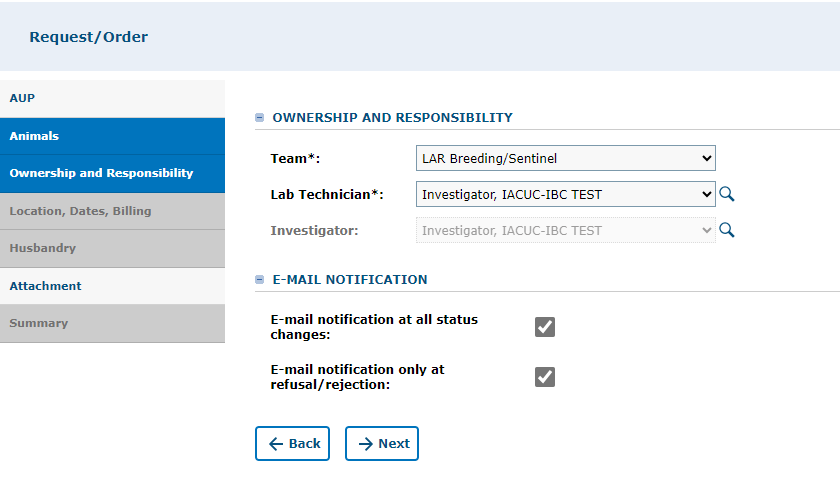 Request/Order
AUP
Animals
Ownership and Responsibility
Location, Dates, Billing
Husbandry
Attachment
Summary
OWNERSHIP AND RESPONSIBILITY
Team*: LAR Breeding/Sentinel
Lab Technician*: Investigator, IACUC-IBC TEST
Investigator: Investigator, IACUC-IBC TEST
E-MAIL NOTIFICATION
E-mail notification at all status
changes:
E-mail notification only at
refusal/rejection:
Back Next